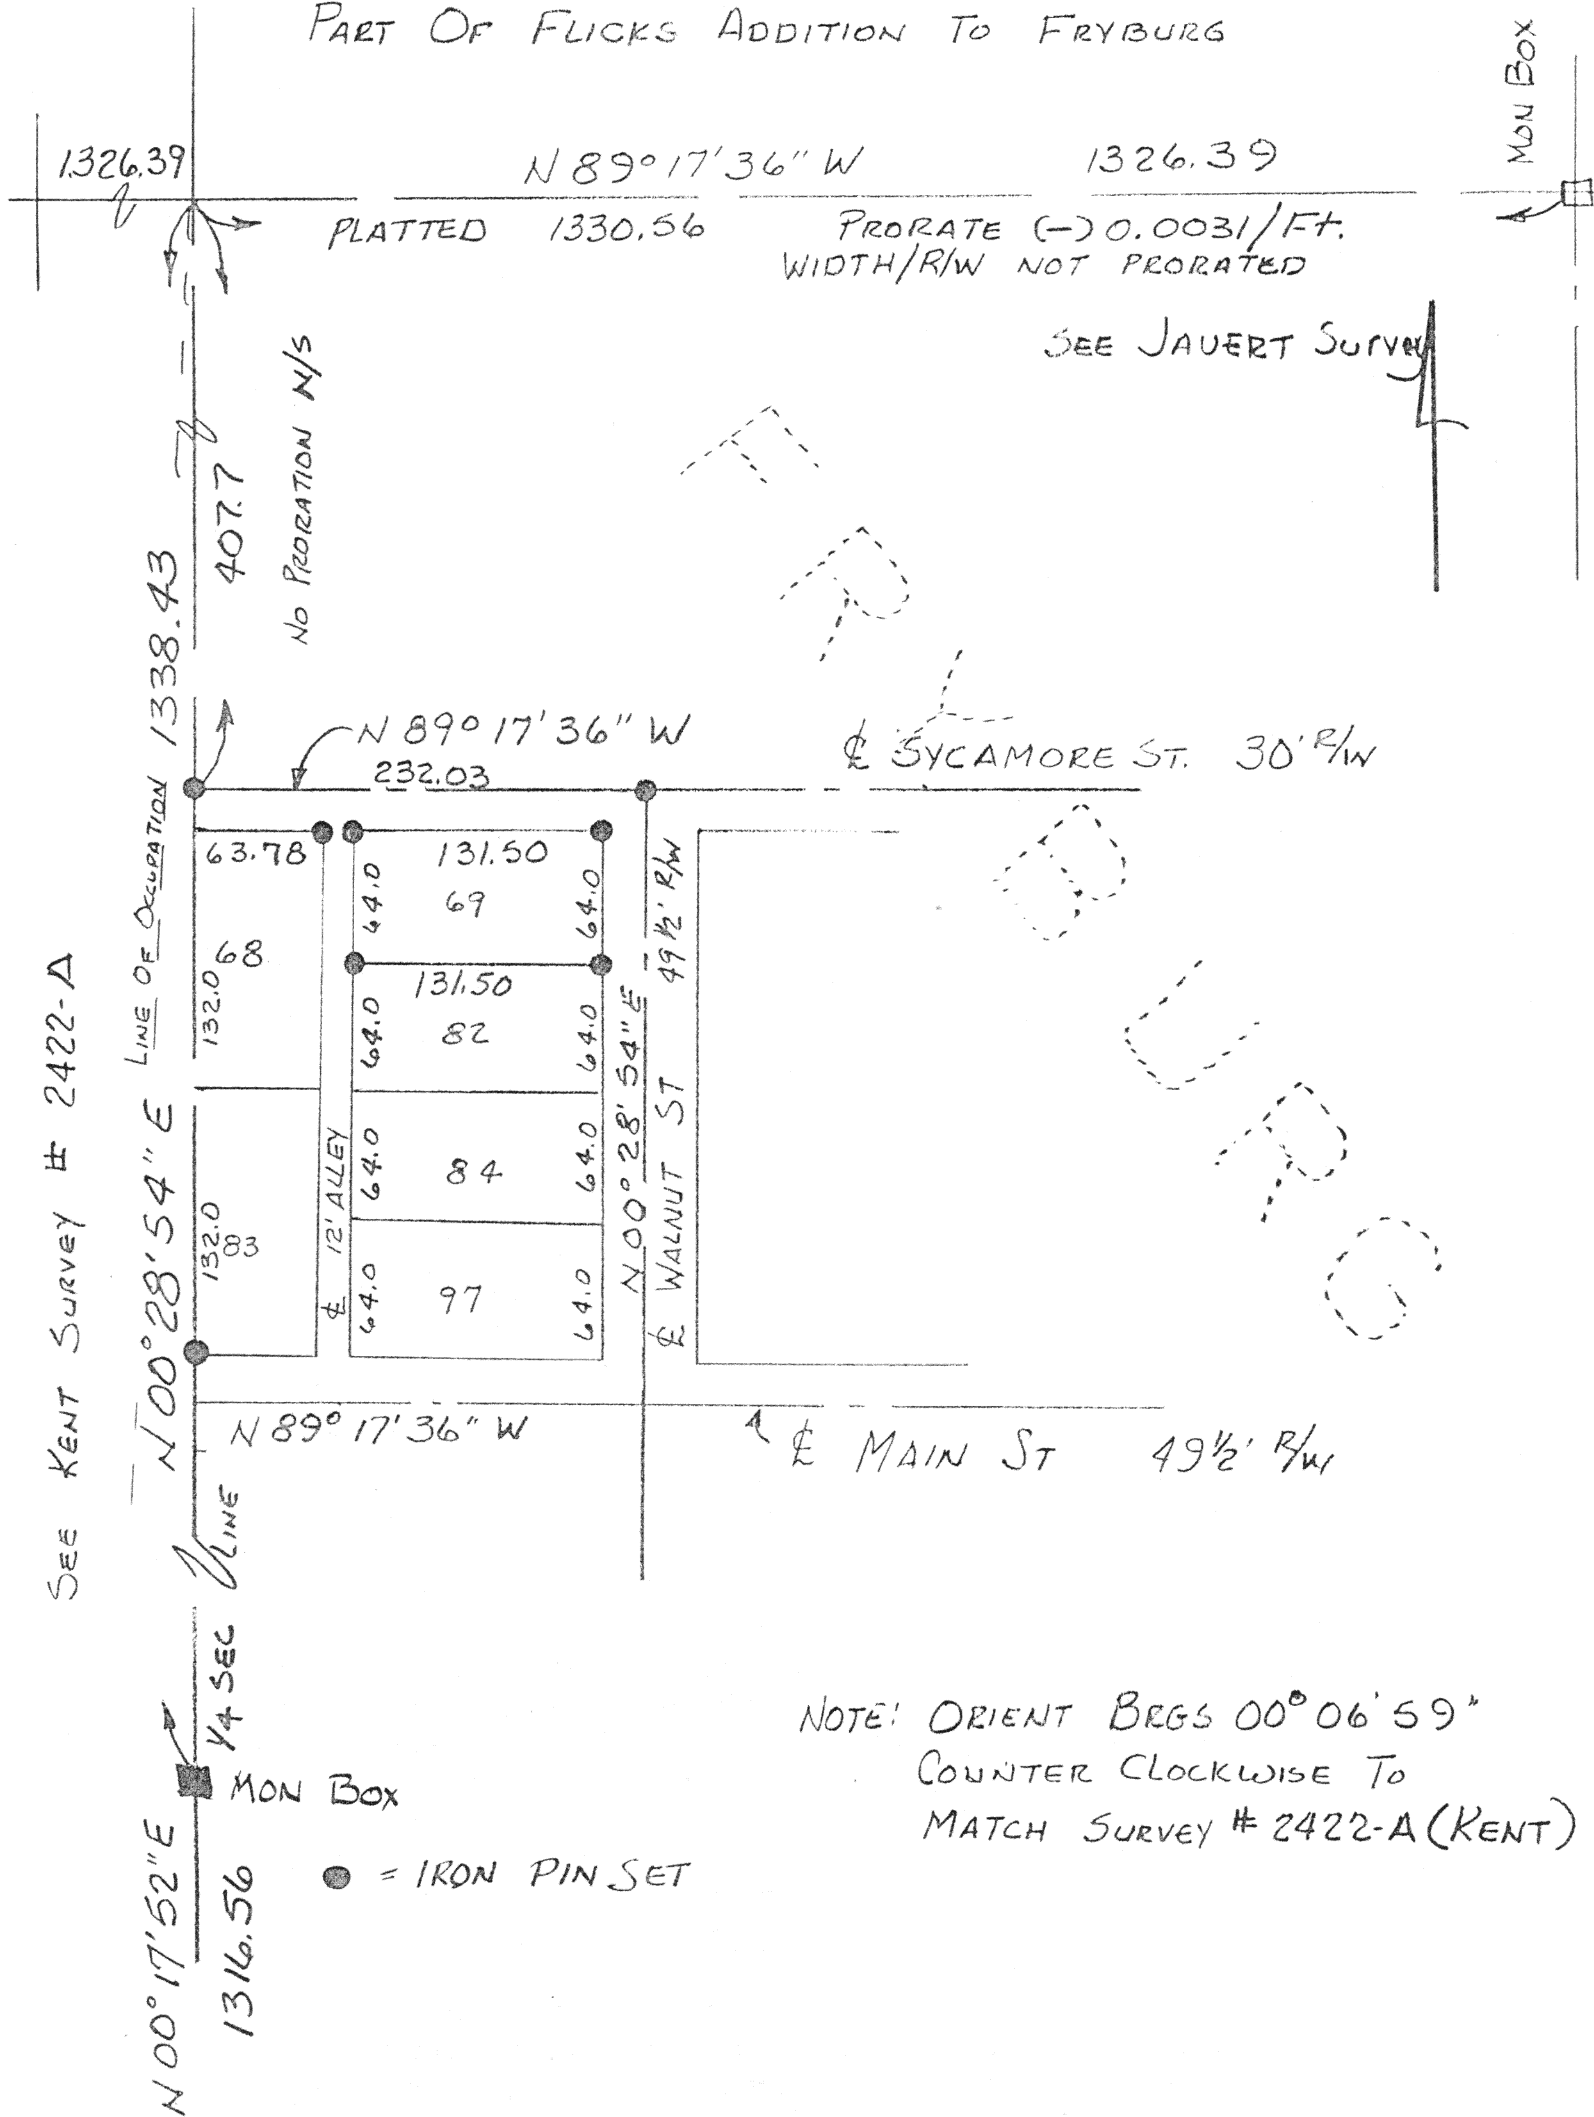 PART OF FLICKS ADDITION TO FRYBURG
MON BOX
1326.39
N 89° 17' 36" W
1326.39
PLATTED 1330.56
PRORATE (-) 0.0031/Ft.
WIDTH/R/W NOT PRORATED
SEE JAUERT SURVEY
NO PRORATION N/S
407.7
LINE OF OCCUPATION 1338.43
N 00° 28' 54" E
SEE KENT SURVEY # 2422-A
FRYBURG
N 89° 17' 36" W
232.03
℄ SYCAMORE ST. 30' R/W
63.78
131.50
64.0
69
64.0
68
132.0
131.50
64.0
82
64.0
64.0
84
64.0
132.0
83
64.0
97
64.0
℄ 12' ALLEY
N 00° 28' 54" E
℄ WALNUT ST 49 1/2' R/W
N 89° 17' 36" W
℄ MAIN ST 49 1/2' R/W
1/4 SEC LINE
MON BOX
N 00° 17' 52" E
1316.56
● = IRON PIN SET
NOTE: ORIENT BRGS 00° 06' 59"
COUNTER CLOCKWISE TO
MATCH SURVEY # 2422-A (KENT)